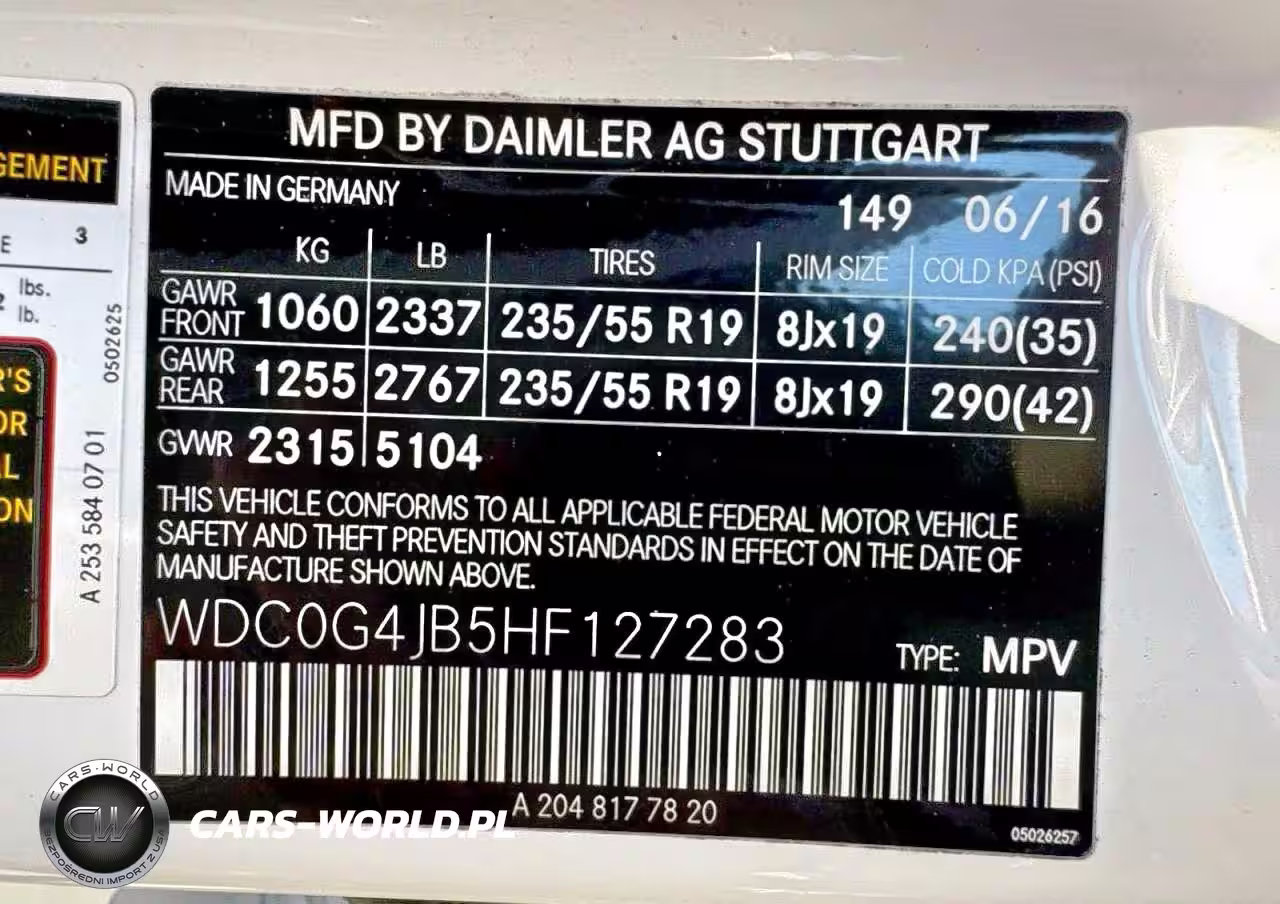 MFD BY DAIMLER AG STUTTGART
MADE IN GERMANY
149 06/16
KG LB TIRES RIM SIZE COLD KPA (PSI)
GAWR FRONT 1060 2337 235/55 R19 8Jx19 240(35)
GAWR REAR 1255 2767 235/55 R19 8Jx19 290(42)
GVWR 2315 5104
THIS VEHICLE CONFORMS TO ALL APPLICABLE FEDERAL MOTOR VEHICLE
SAFETY AND THEFT PREVENTION STANDARDS IN EFFECT ON THE DATE OF
MANUFACTURE SHOWN ABOVE.
WDC0G4JB5HF127283
TYPE: MPV
A 204 817 78 20
05026257
GEMENT
E 3
lbs.
lb.
0502625
R'S
OR
AL
ON
A 253 584 07 01
CARS-WORLD
CW
BEZPOŚREDNI IMPORT Z USA
CARS-WORLD.PL